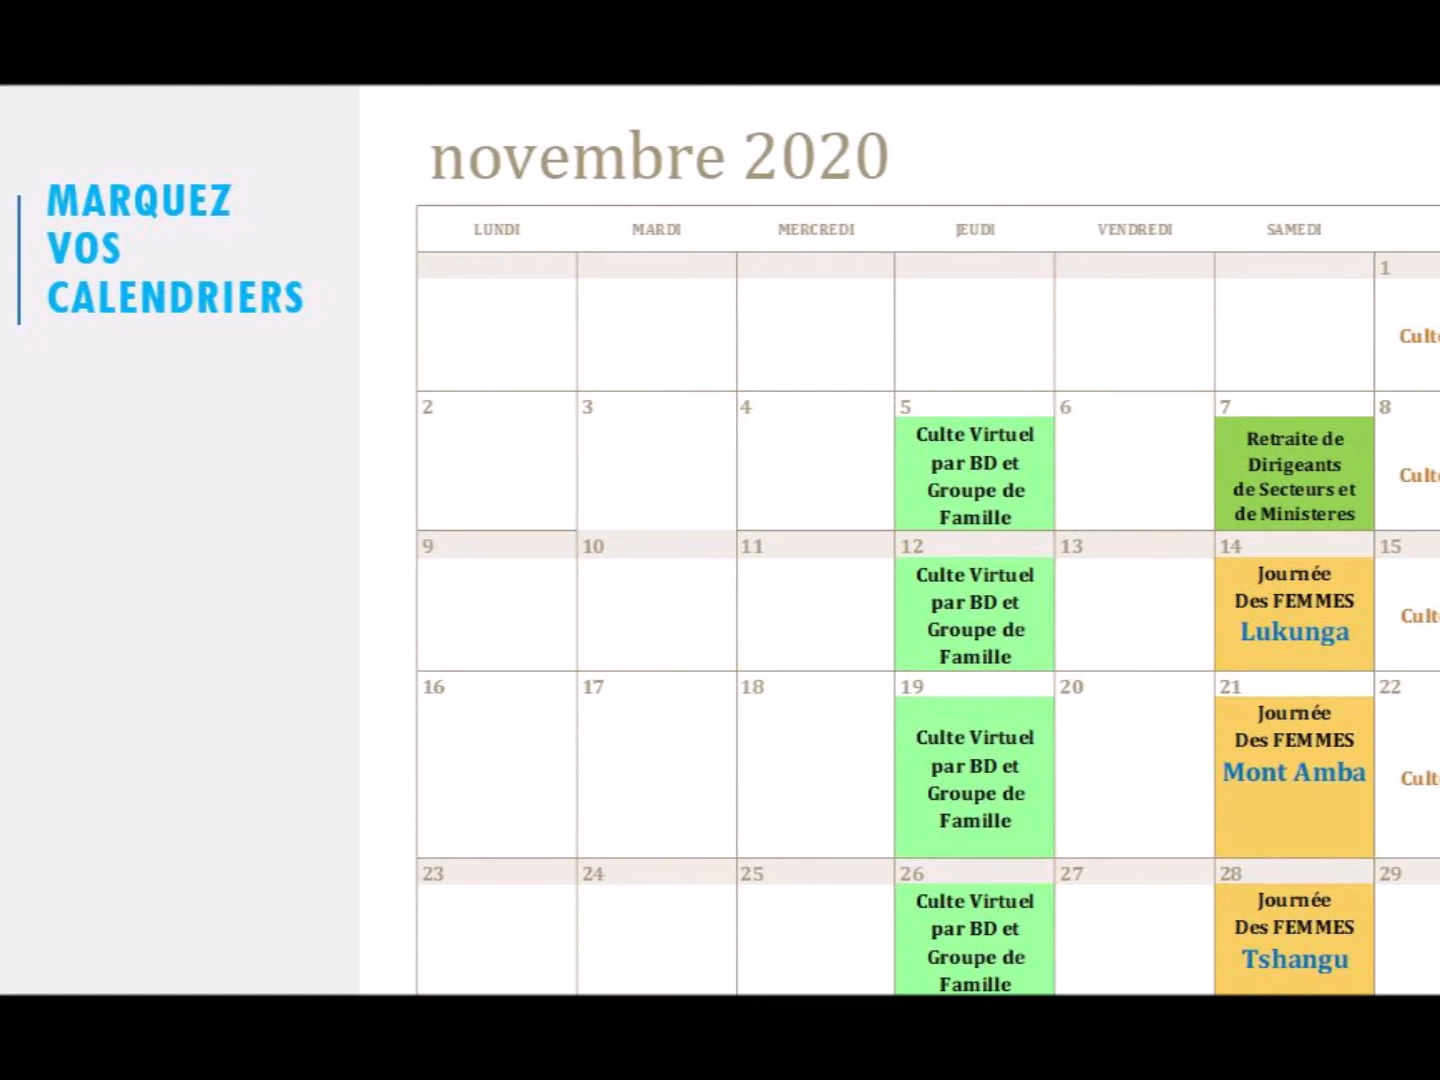 MARQUEZ
VOS
CALENDRIERS
novembre 2020
LUNDI MARDI MERCREDI JEUDI VENDREDI SAMEDI
1
2 3 4 5 6 7 8
Culte Virtuel
par BD et
Groupe de
Famille
Retraite de
Dirigeants
de Secteurs et
de Ministeres
9 10 11 12 13 14 15
Culte Virtuel
par BD et
Groupe de
Famille
Journée
Des FEMMES
Lukunga
16 17 18 19 20 21 22
Culte Virtuel
par BD et
Groupe de
Famille
Journée
Des FEMMES
Mont Amba
23 24 25 26 27 28 29
Culte Virtuel
par BD et
Groupe de
Famille
Journée
Des FEMMES
Tshangu